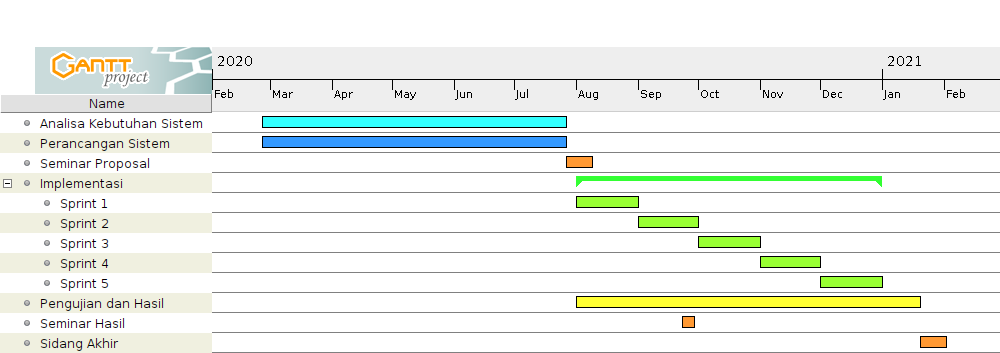 GANTT
project
2020
2021
Feb Mar Apr May Jun Jul Aug Sep Oct Nov Dec Jan Feb
Name
Analisa Kebutuhan Sistem
Perancangan Sistem
Seminar Proposal
Implementasi
Sprint 1
Sprint 2
Sprint 3
Sprint 4
Sprint 5
Pengujian dan Hasil
Seminar Hasil
Sidang Akhir